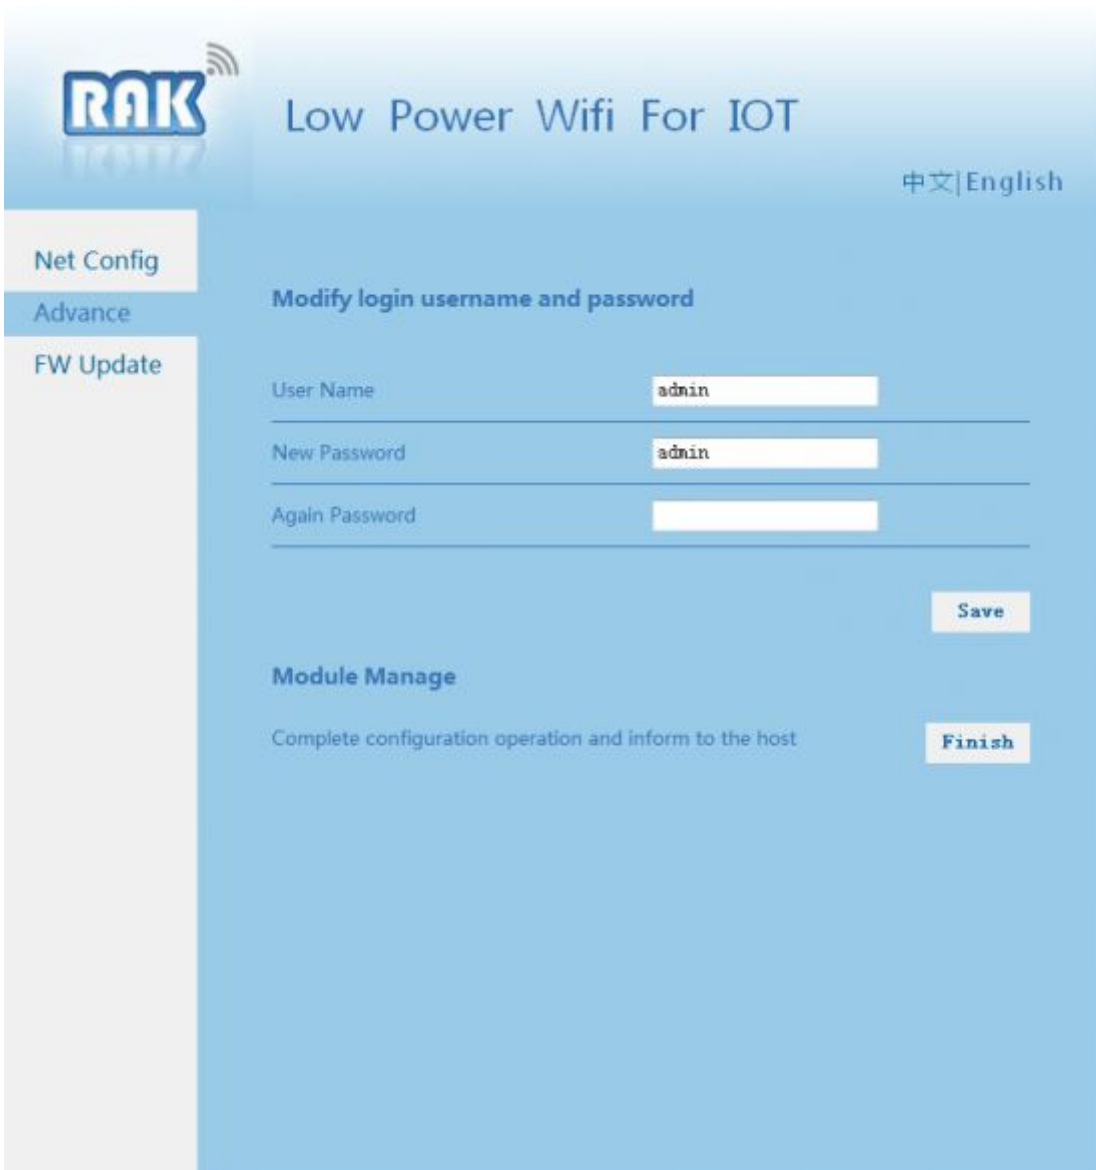 RAK
Low Power Wifi For IOT
中文|English
Net Config
Advance
FW Update
Modify login username and password
User Name admin
New Password admin
Again Password
Save
Module Manage
Complete configuration operation and inform to the host Finish